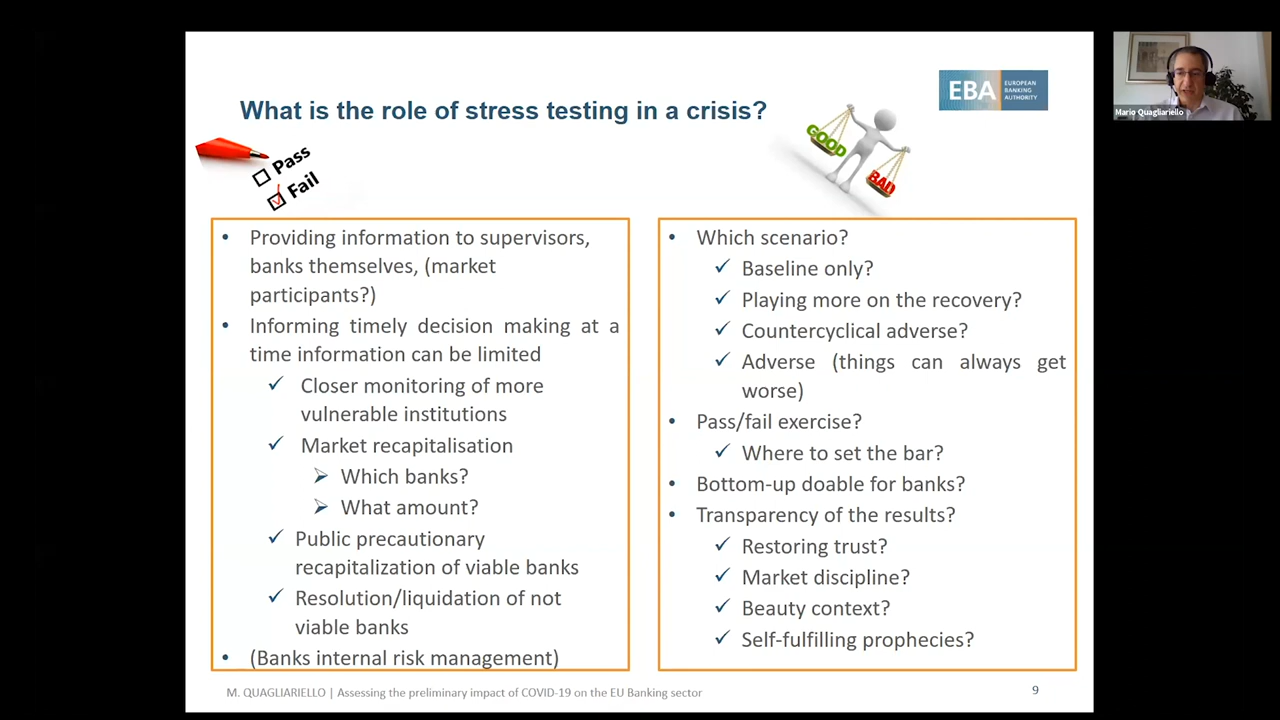 What is the role of stress testing in a crisis?
EBA EUROPEAN
BANKING
AUTHORITY
Mario Quagliariello
Pass
Fail
GOOD
BAD
• Providing information to supervisors,
banks themselves, (market
participants?)
• Informing timely decision making at a
time information can be limited
✓ Closer monitoring of more
vulnerable institutions
✓ Market recapitalisation
➢ Which banks?
➢ What amount?
✓ Public precautionary
recapitalization of viable banks
✓ Resolution/liquidation of not
viable banks
• (Banks internal risk management)
• Which scenario?
✓ Baseline only?
✓ Playing more on the recovery?
✓ Countercyclical adverse?
✓ Adverse (things can always get
worse)
• Pass/fail exercise?
✓ Where to set the bar?
• Bottom-up doable for banks?
• Transparency of the results?
✓ Restoring trust?
✓ Market discipline?
✓ Beauty context?
✓ Self-fulfilling prophecies?
M. QUAGLIARIELLO | Assessing the preliminary impact of COVID-19 on the EU Banking sector
9